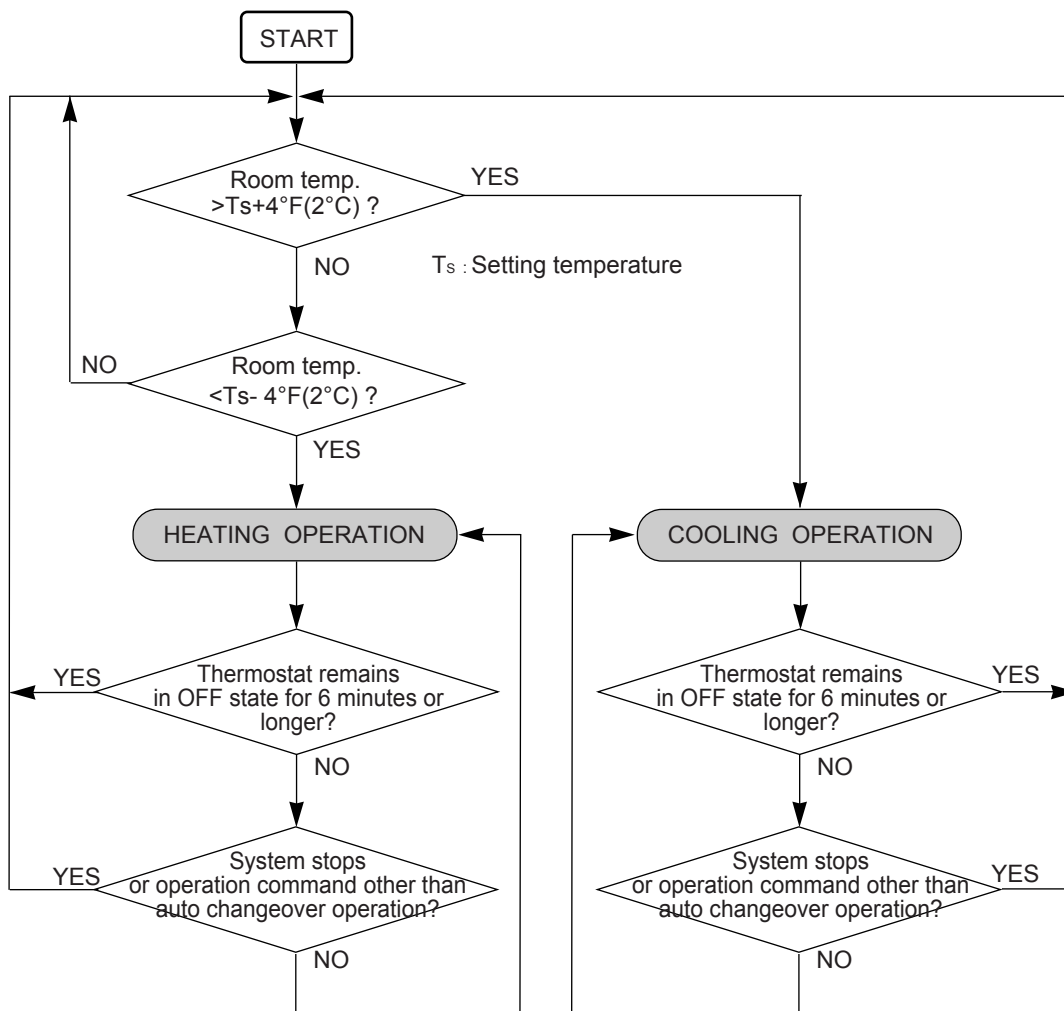 START
Room temp.
>Ts+4°F(2°C) ?
YES
NO
Ts : Setting temperature
Room temp.
<Ts- 4°F(2°C) ?
NO
YES
HEATING OPERATION
COOLING OPERATION
Thermostat remains
in OFF state for 6 minutes or
longer?
YES
NO
Thermostat remains
in OFF state for 6 minutes or
longer?
YES
NO
System stops
or operation command other than
auto changeover operation?
YES
NO
System stops
or operation command other than
auto changeover operation?
YES
NO